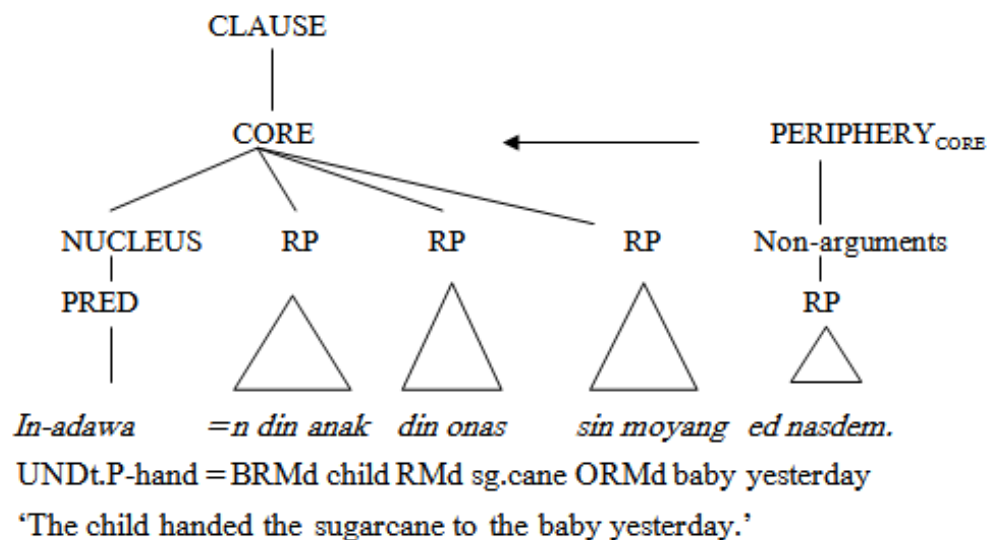 CLAUSE
CORE PERIPHERY CORE
NUCLEUS RP RP RP Non-arguments
PRED RP
In-adawa =n din anak din onas sin moyang ed nasdem.
UNDt.P-hand =BRMd child RMd sg.cane ORMd baby yesterday
‘The child handed the sugarcane to the baby yesterday.’